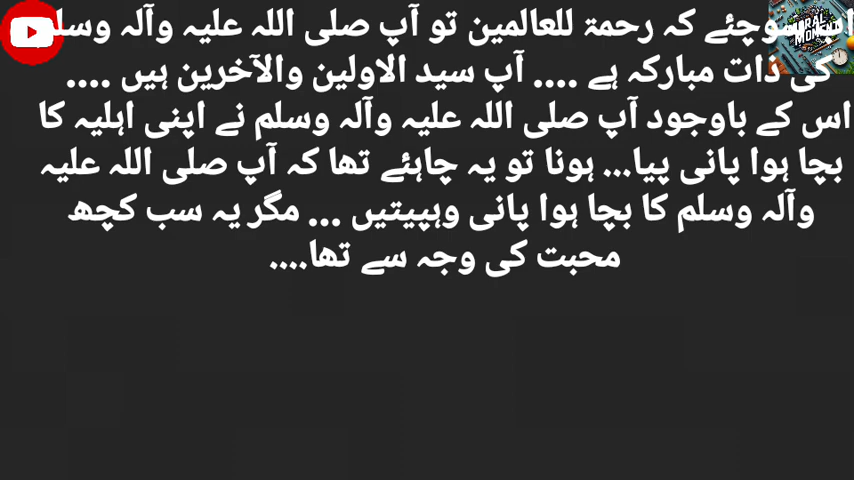 سوچئے کہ رحمۃ للعالمین تو آپ صلی اللہ علیہ وآلہ وسلم
کی ذات مبارکہ ہے .... آپ سید الاولین والآخرین ہیں ....
اس کے باوجود آپ صلی اللہ علیہ وآلہ وسلم نے اپنی اہلیہ کا
بچا ہوا پانی پیا... ہونا تو یہ چاہئے تھا کہ آپ صلی اللہ علیہ
وآلہ وسلم کا بچا ہوا پانی وہپیتیں ... مگر یہ سب کچھ
محبت کی وجہ سے تھا....
MORAL
MOMENT